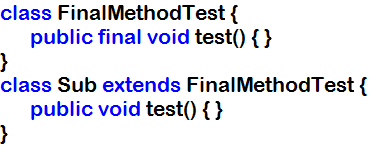 class FinalMethodTest {
public final void test() { }
}
class Sub extends FinalMethodTest {
public void test() { }
}